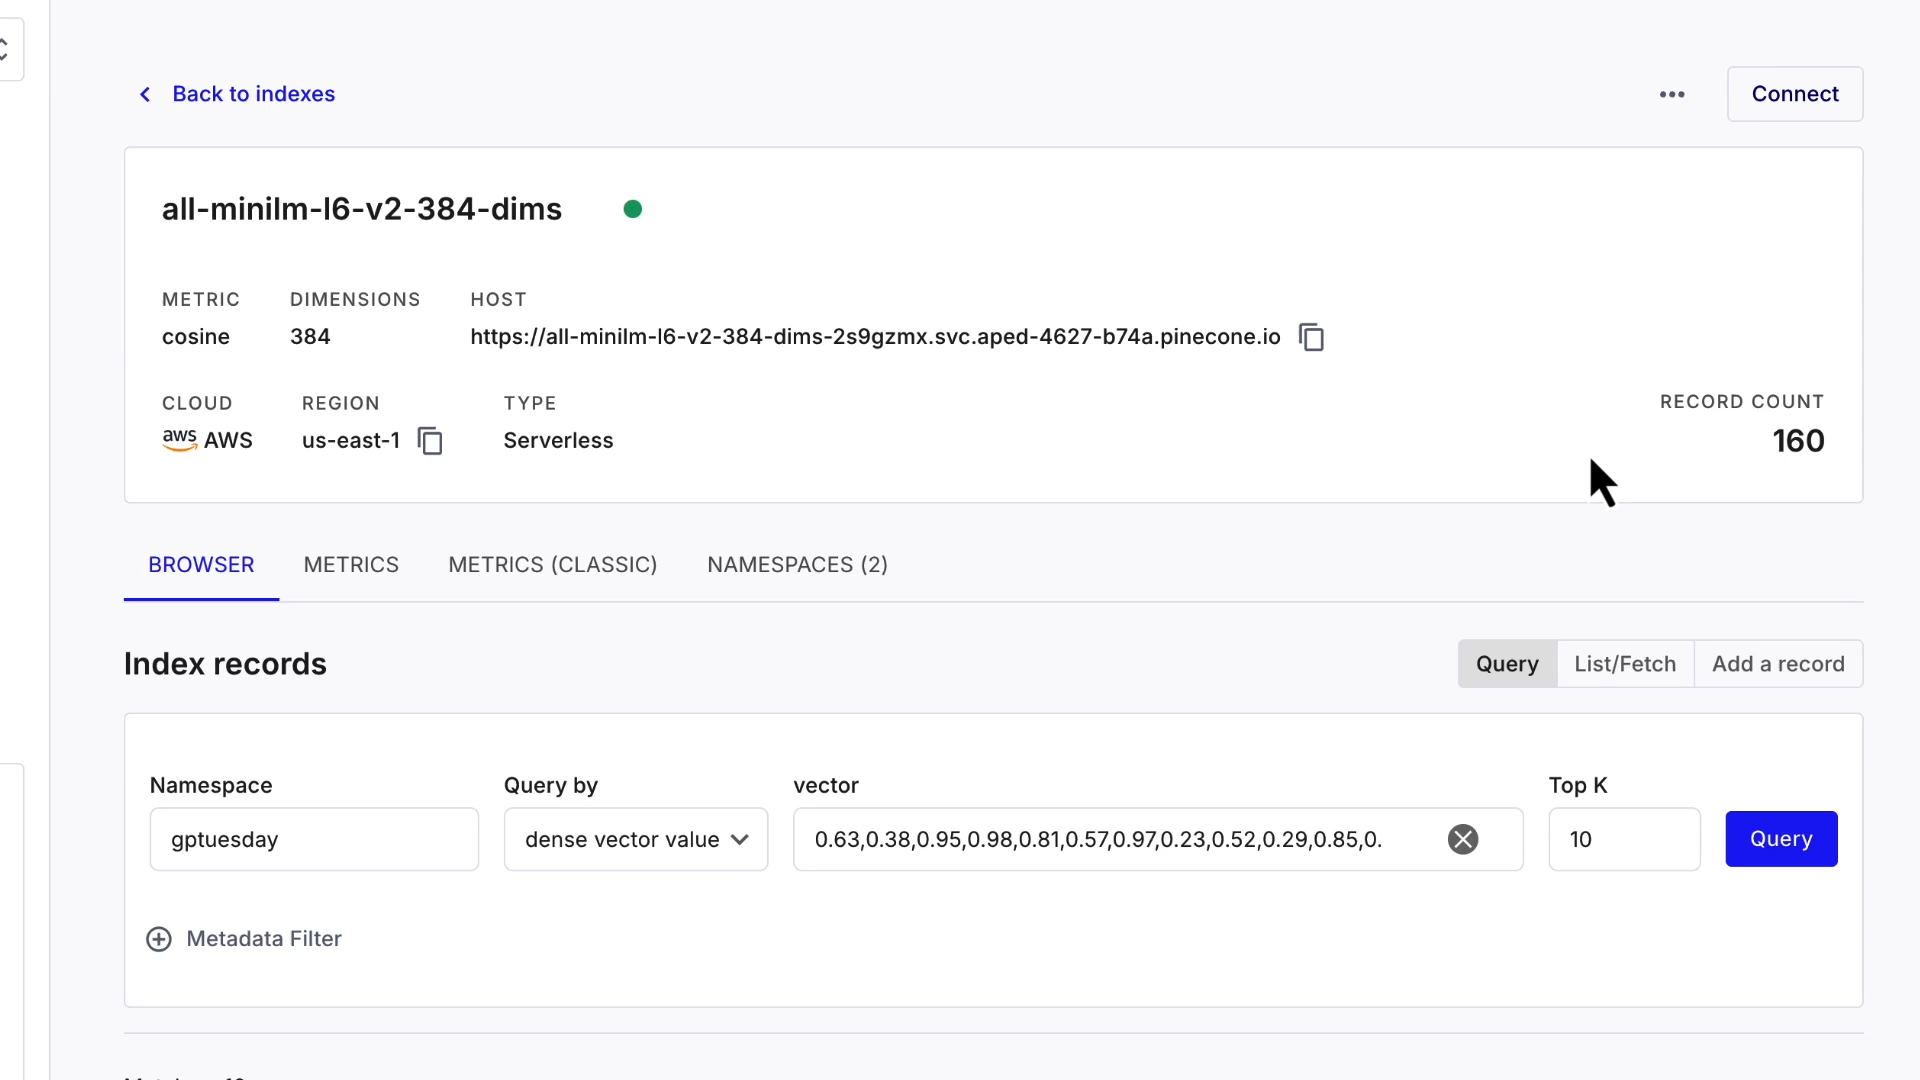 Back to indexes
Connect
all-minilm-l6-v2-384-dims
METRIC DIMENSIONS HOST
cosine 384 https://all-minilm-l6-v2-384-dims-2s9gzmx.svc.aped-4627-b74a.pinecone.io
CLOUD REGION TYPE RECORD COUNT
aws AWS us-east-1 Serverless 160
BROWSER METRICS METRICS (CLASSIC) NAMESPACES (2)
Index records Query List/Fetch Add a record
Namespace Query by vector Top K
gptuesday dense vector value 0.63,0.38,0.95,0.98,0.81,0.57,0.97,0.23,0.52,0.29,0.85,0. 10 Query
Metadata Filter